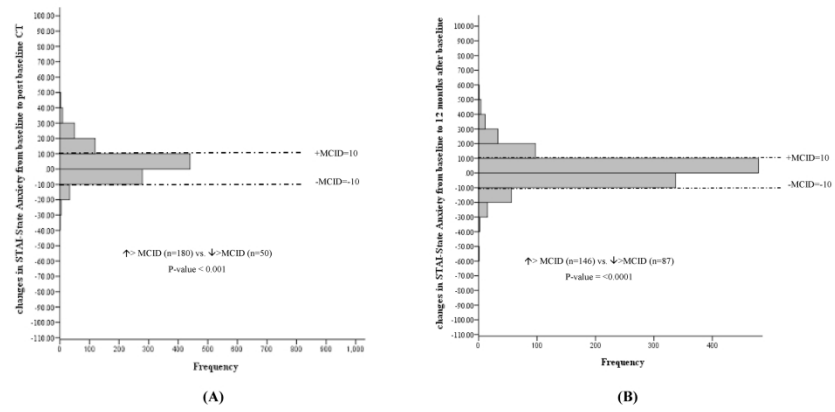 changes in STAI-State Anxiety from baseline to post baseline CT
100.00
90.00
80.00
70.00
60.00
50.00
40.00
30.00
20.00
10.00
.00
-10.00
-20.00
-30.00
-40.00
-50.00
-60.00
-70.00
-80.00
-90.00
-100.00
-110.00
+MCID=10
-MCID=-10
↑> MCID (n=180) vs. ↓>MCID (n=50)
P-value < 0.001
0 100 200 300 400 500 600 700 800 900 1,000
Frequency
(A)
changes in STAI-State Anxiety from baseline to 12 months after baseline
100.00
90.00
80.00
70.00
60.00
50.00
40.00
30.00
20.00
10.00
.00
-10.00
-20.00
-30.00
-40.00
-50.00
-60.00
-70.00
-80.00
-90.00
-100.00
-110.00
+MCID=10
-MCID=-10
↑> MCID (n=146) vs. ↓>MCID (n=87)
P-value = <0.0001
0 100 200 300 400
Frequency
(B)